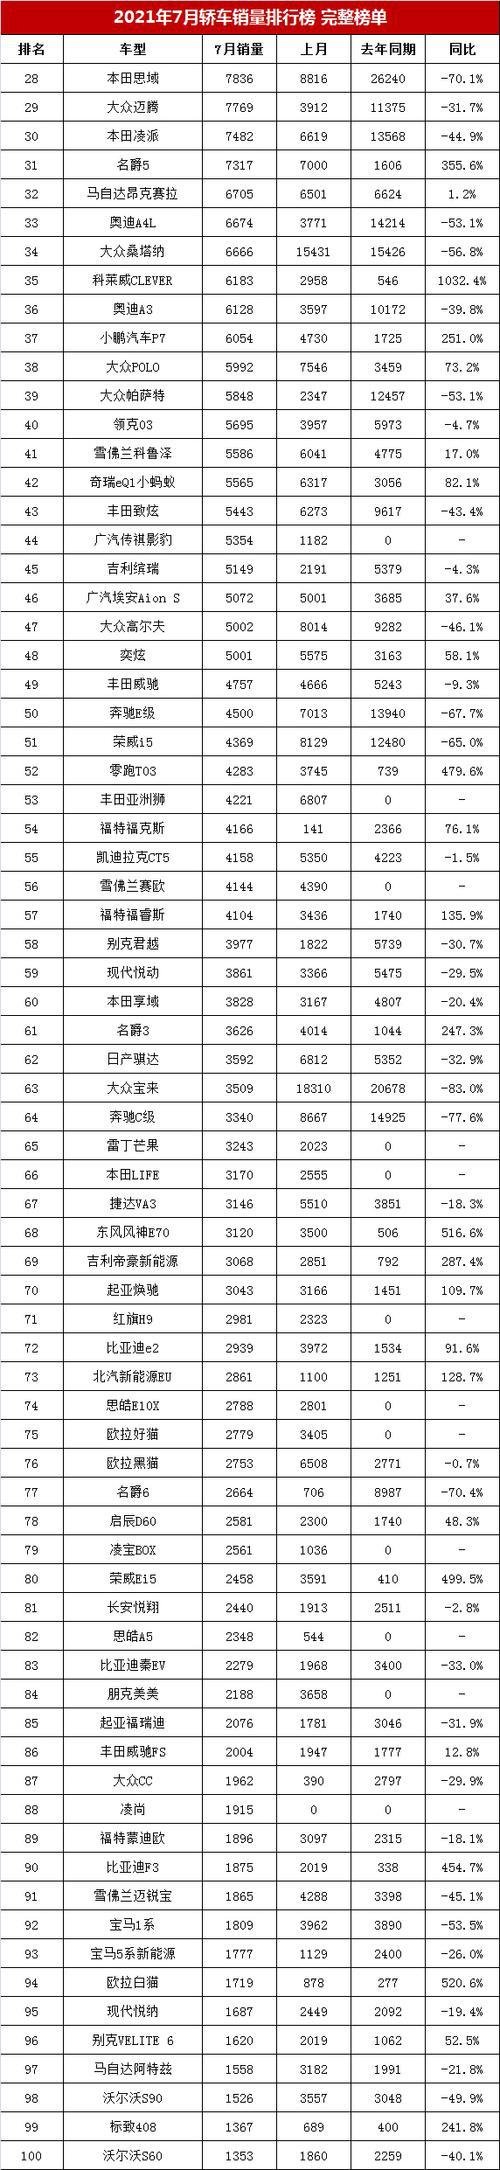 2021年7月轿车销量排行榜 完整榜单
排名 车型 7月销量 上月 去年同期 同比
28 本田思域 7836 8816 26240 -70.1%
29 大众迈腾 7769 3912 11375 -31.7%
30 本田凌派 7482 6619 13568 -44.9%
31 名爵5 7317 7000 1606 355.6%
32 马自达昂克赛拉 6705 6501 6624 1.2%
33 奥迪A4L 6674 3771 14214 -53.1%
34 大众桑塔纳 6666 15431 15426 -56.8%
35 科莱威CLEVER 6183 2958 546 1032.4%
36 奥迪A3 6128 3597 10172 -39.8%
37 小鹏汽车P7 6054 4730 1725 251.0%
38 大众POLO 5992 7546 3459 73.2%
39 大众帕萨特 5848 2347 12457 -53.1%
40 领克03 5695 3957 5973 -4.7%
41 雪佛兰科鲁泽 5586 6041 4775 17.0%
42 奇瑞eQ1小蚂蚁 5565 6317 3056 82.1%
43 丰田致炫 5443 6273 9617 -43.4%
44 广汽传祺影豹 5354 1182 0 -
45 吉利缤瑞 5149 2191 5379 -4.3%
46 广汽埃安Aion S 5072 5001 3685 37.6%
47 大众高尔夫 5002 8014 9282 -46.1%
48 奕炫 5001 5575 3163 58.1%
49 丰田威驰 4757 4666 5243 -9.3%
50 奔驰E级 4500 7013 13940 -67.7%
51 荣威i5 4369 8129 12480 -65.0%
52 零跑T03 4283 3745 739 479.6%
53 丰田亚洲狮 4221 6807 0 -
54 福特福克斯 4166 141 2366 76.1%
55 凯迪拉克CT5 4158 5350 4223 -1.5%
56 雪佛兰赛欧 4144 4390 0 -
57 福特福睿斯 4104 3436 1740 135.9%
58 别克君越 3977 1822 5739 -30.7%
59 现代悦动 3861 3366 5475 -29.5%
60 本田享域 3828 3167 4807 -20.4%
61 名爵3 3626 4014 1044 247.3%
62 日产骐达 3592 6812 5352 -32.9%
63 大众宝来 3509 18310 20678 -83.0%
64 奔驰C级 3340 8667 14925 -77.6%
65 雷丁芒果 3243 2023 0 -
66 本田LIFE 3170 2555 0 -
67 捷达VA3 3146 5510 3851 -18.3%
68 东风风神E70 3120 3500 506 516.6%
69 吉利帝豪新能源 3068 2851 792 287.4%
70 起亚焕驰 3043 3166 1451 109.7%
71 红旗H9 2981 2323 0 -
72 比亚迪e2 2939 3972 1534 91.6%
73 北汽新能源EU 2861 1100 1251 128.7%
74 思皓E10X 2788 2801 0 -
75 欧拉好猫 2779 3405 0 -
76 欧拉黑猫 2753 6508 2771 -0.7%
77 名爵6 2664 706 8987 -70.4%
78 启辰D60 2581 2300 1740 48.3%
79 凌宝BOX 2561 1036 0 -
80 荣威Ei5 2458 3591 410 499.5%
81 长安悦翔 2440 1913 2511 -2.8%
82 思皓A5 2348 544 0 -
83 比亚迪秦EV 2279 1968 3400 -33.0%
84 朋克美美 2188 3658 0 -
85 起亚福瑞迪 2076 1781 3046 -31.9%
86 丰田威驰FS 2004 1947 1777 12.8%
87 大众CC 1962 390 2797 -29.9%
88 凌尚 1915 0 0 -
89 福特蒙迪欧 1896 3097 2315 -18.1%
90 比亚迪F3 1875 2019 338 454.7%
91 雪佛兰迈锐宝 1865 4288 3398 -45.1%
92 宝马1系 1809 3962 3890 -53.5%
93 宝马5系新能源 1777 1129 2400 -26.0%
94 欧拉白猫 1719 878 277 520.6%
95 现代悦纳 1687 2449 2092 -19.4%
96 别克VELITE 6 1620 2019 1062 52.5%
97 马自达阿特兹 1558 3182 1991 -21.8%
98 沃尔沃S90 1526 3557 3048 -49.9%
99 标致408 1367 689 400 241.8%
100 沃尔沃S60 1353 1860 2259 -40.1%